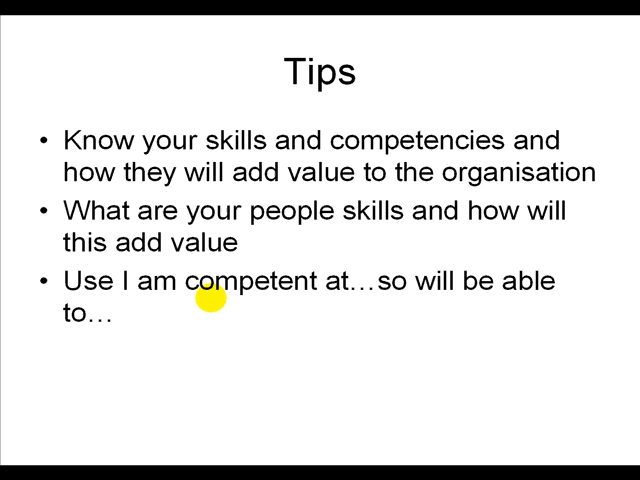 Tips
• Know your skills and competencies and
how they will add value to the organisation
• What are your people skills and how will
this add value
• Use I am competent at…so will be able
to…